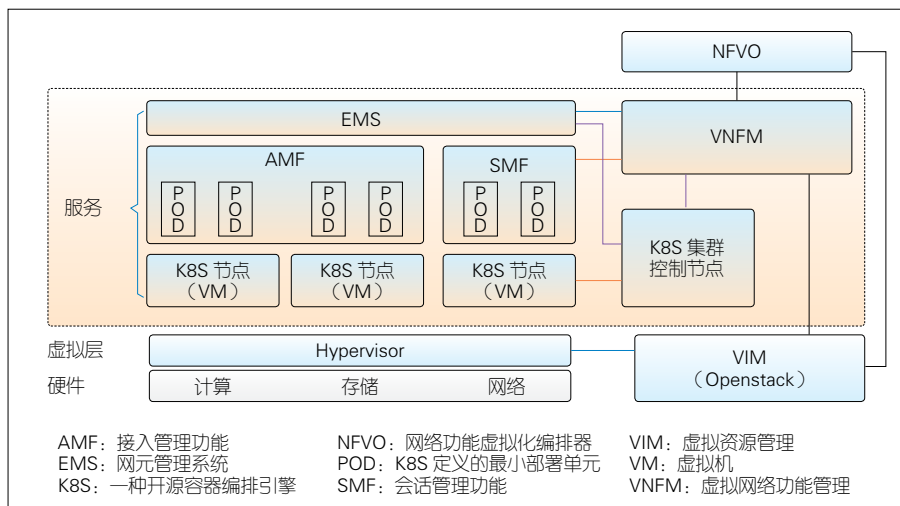 NFVO
EMS
VNFM
AMF
SMF
POD POD POD POD POD POD
服务
K8S 集群
控制节点
K8S 节点 K8S 节点 K8S 节点
（VM） （VM） （VM）
虚拟层 Hypervisor
VIM
（Openstack）
硬件 计算 存储 网络
AMF：接入管理功能 NFVO：网络功能虚拟化编排器 VIM：虚拟资源管理
EMS：网元管理系统 POD：K8S 定义的最小部署单元 VM：虚拟机
K8S：一种开源容器编排引擎 SMF：会话管理功能 VNFM：虚拟网络功能管理